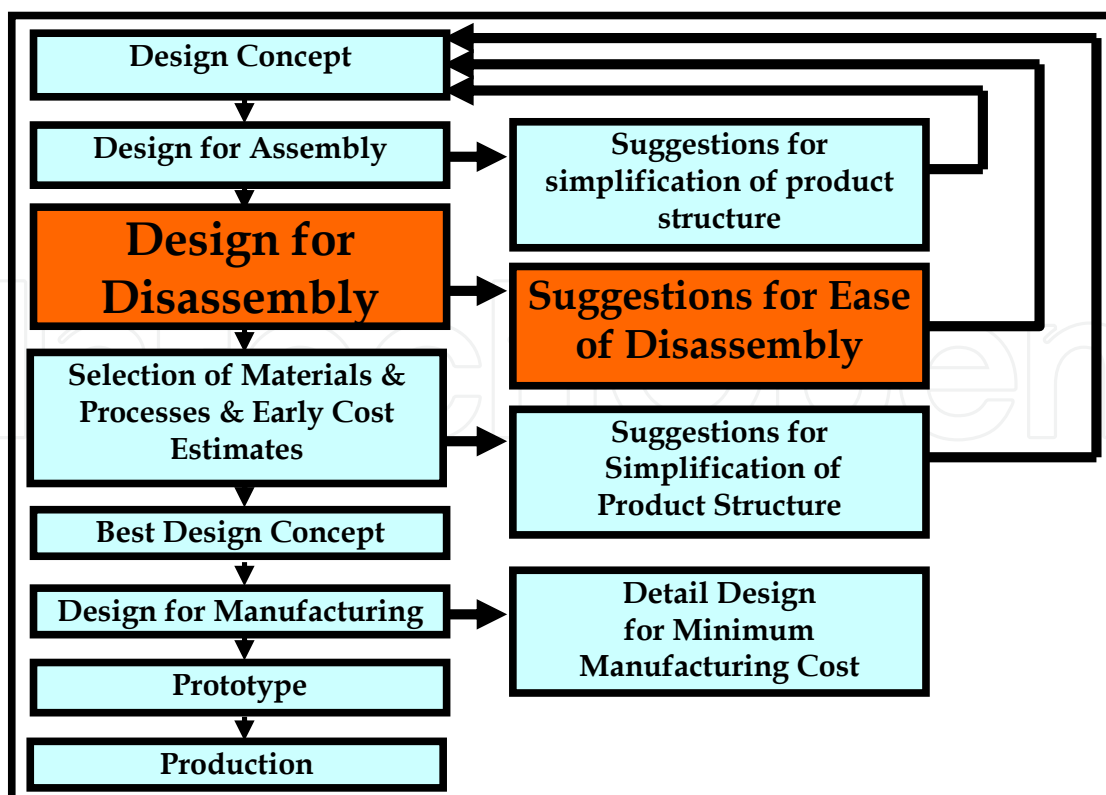 Design Concept
Design for Assembly
Suggestions for
simplification of product
structure
Design for
Disassembly
Suggestions for Ease
of Disassembly
Selection of Materials &
Processes & Early Cost
Estimates
Suggestions for
Simplification of
Product Structure
Best Design Concept
Design for Manufacturing
Detail Design
for Minimum
Manufacturing Cost
Prototype
Production